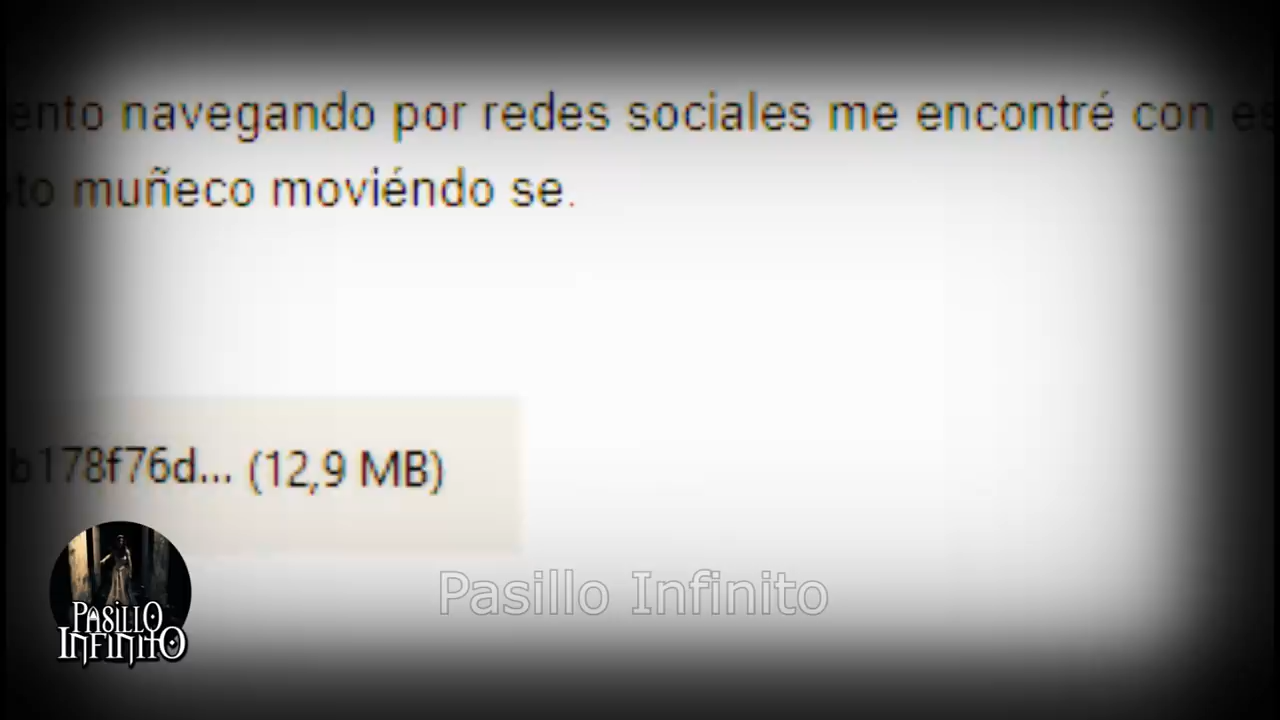 navegando por redes sociales me encontré con
muñeco moviéndo se.
b178f76d... (12,9 MB)
Pasillo Infinito
PASILLO
INFINITO